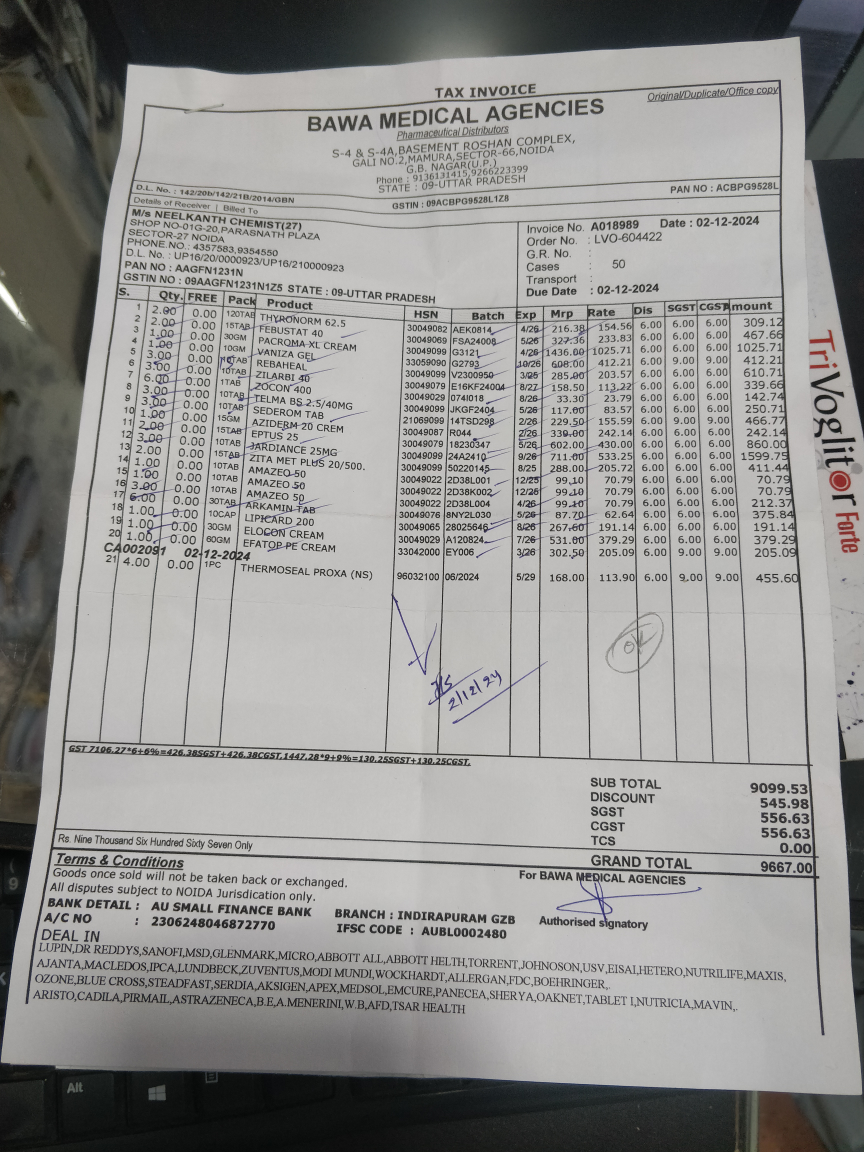 TAX INVOICE
Original/Duplicate/Office copy
BAWA MEDICAL AGENCIES
Pharmaceutical Distributors
S-4 & S-4A,BASEMENT ROSHAN COMPLEX,
GALI NO.2,MAMURA,SECTOR-66,NOIDA
G.B. NAGAR(U.P.)
Phone : 9136131415,9266223399
STATE : 09-UTTAR PRADESH
D.L. No. : 142/20b/142/21B/2014/GBN GSTIN : 09ACBPG9528L1Z8 PAN NO : ACBPG9528L
Details of Receiver | Billed To
M/s NEELKANTH CHEMIST(27)
SHOP NO-01G-20,PARASNATH PLAZA
SECTOR-27 NOIDA
PHONE.NO.: 4357583,9354550
D.L. No. : UP16/20/0000923/UP16/210000923
PAN NO : AAGFN1231N
GSTIN NO : 09AAGFN1231N1Z5 STATE : 09-UTTAR PRADESH
Invoice No. A018989 Date : 02-12-2024
Order No. : LVO-604422
G.R. No. :
Cases 50
Transport :
Due Date : 02-12-2024
S. Qty. FREE Pack Product HSN Batch Exp Mrp Rate Dis SGST CGST Amount
1 2.00 0.00 120TAB THYRONORM 62.5 30049082 AEK0814 4/26 216.38 154.56 6.00 6.00 6.00 309.12
2 2.00 0.00 15TAB FEBUSTAT 40 30049069 FSA24008 5/26 327.36 233.83 6.00 6.00 6.00 467.66
3 1.00 0.00 30GM PACROMA XL CREAM 30049099 G3121 4/26 1436.00 1025.71 6.00 6.00 6.00 1025.71
4 1.00 0.00 10GM VANIZA GEL 33059090 G2793 10/26 608.00 412.21 6.00 9.00 9.00 412.21
5 3.00 0.00 10TAB REBAHEAL 30049099 V2300950 3/25 285.00 203.57 6.00 6.00 6.00 610.71
6 3.00 0.00 10TAB ZILARBI 40 30049079 E16KF24004 8/27 158.50 113.22 6.00 6.00 6.00 339.66
7 6.00 0.00 1TAB ZOCON 400 30049029 074I018 8/26 33.30 23.79 6.00 6.00 6.00 142.74
8 3.00 0.00 10TAB TELMA BS 2.5/40MG 30049099 JKGF2404 5/26 117.00 83.57 6.00 6.00 6.00 250.71
9 3.00 0.00 10TAB SEDEROM TAB 21069099 14TSD298 2/26 229.50 155.59 6.00 9.00 9.00 466.77
10 1.00 0.00 15GM AZIDERM 20 CREM 30049087 R044 2/26 339.00 242.14 6.00 6.00 6.00 242.14
11 2.00 0.00 15TAB EPTUS 25 30049079 18230347 5/26 602.00 430.00 6.00 6.00 6.00 860.00
12 3.00 0.00 10TAB JARDIANCE 25MG 30049099 24A2410 9/26 711.00 533.25 6.00 6.00 6.00 1599.75
13 2.00 0.00 15TAB ZITA MET PLUS 20/500. 30049099 50220145 8/25 288.00 205.72 6.00 6.00 6.00 411.44
14 1.00 0.00 10TAB AMAZEO 50 30049022 2D38L001 12/25 99.10 70.79 6.00 6.00 6.00 70.79
15 1.00 0.00 10TAB AMAZEO 50 30049022 2D38K002 12/26 99.10 70.79 6.00 6.00 6.00 70.79
16 3.00 0.00 10TAB AMAZEO 50 30049022 2D38L004 4/26 99.10 70.79 6.00 6.00 6.00 212.37
17 6.00 0.00 30TAB ARKAMIN TAB 30049076 8NYZL030 5/26 87.70 62.64 6.00 6.00 6.00 375.84
18 1.00 0.00 10CAP LIPICARD 200 30049065 28025646 8/26 267.60 191.14 6.00 6.00 6.00 191.14
19 1.00 0.00 30GM ELOCON CREAM 30049029 A120824 7/26 531.00 379.29 6.00 6.00 6.00 379.29
20 1.00 0.00 60GM EFATOP PE CREAM 33042000 EY006 3/26 302.50 205.09 6.00 9.00 9.00 205.09
CA002091 02-12-2024
21 4.00 0.00 1PC THERMOSEAL PROXA (NS) 96032100 06/2024 5/29 168.00 113.90 6.00 9.00 9.00 455.60
OK
2/12/24
GST 7106.27*6+6%=426.38SGST+426.38CGST,1447.28*9+9%=130.25SGST+130.25CGST,
SUB TOTAL 9099.53
DISCOUNT 545.98
SGST 556.63
CGST 556.63
TCS 0.00
Rs. Nine Thousand Six Hundred Sixty Seven Only
GRAND TOTAL 9667.00
Terms & Conditions
Goods once sold will not be taken back or exchanged.
All disputes subject to NOIDA Jurisdication only.
For BAWA MEDICAL AGENCIES
BANK DETAIL : AU SMALL FINANCE BANK BRANCH : INDIRAPURAM GZB
A/C NO : 2306248046872770 IFSC CODE : AUBL0002480
Authorised signatory
DEAL IN
LUPIN,DR REDDYS,SANOFI,MSD,GLENMARK,MICRO,ABBOTT ALL,ABBOTT HELTH,TORRENT,JOHNOSON,USV,EISAI,HETERO,NUTRILIFE,MAXIS,
AJANTA,MACLEDOS,IPCA,LUNDBECK,ZUVENTUS,MODI MUNDI,WOCKHARDT,ALLERGAN,FDC,BOEHRINGER,.
OZONE,BLUE CROSS,STEADFAST,SERDIA,AKSIGEN,APEX,MEDSOL,EMCURE,PANECEA,SHERYA,OAKNET,TABLET I,NUTRICIA,MAVIN,.
ARISTO,CADILA,PIRMAIL,ASTRAZENECA,B.E,A.MENERINI,W.B,AFD,TSAR HEALTH
TriVoglitor Forte
Alt
9